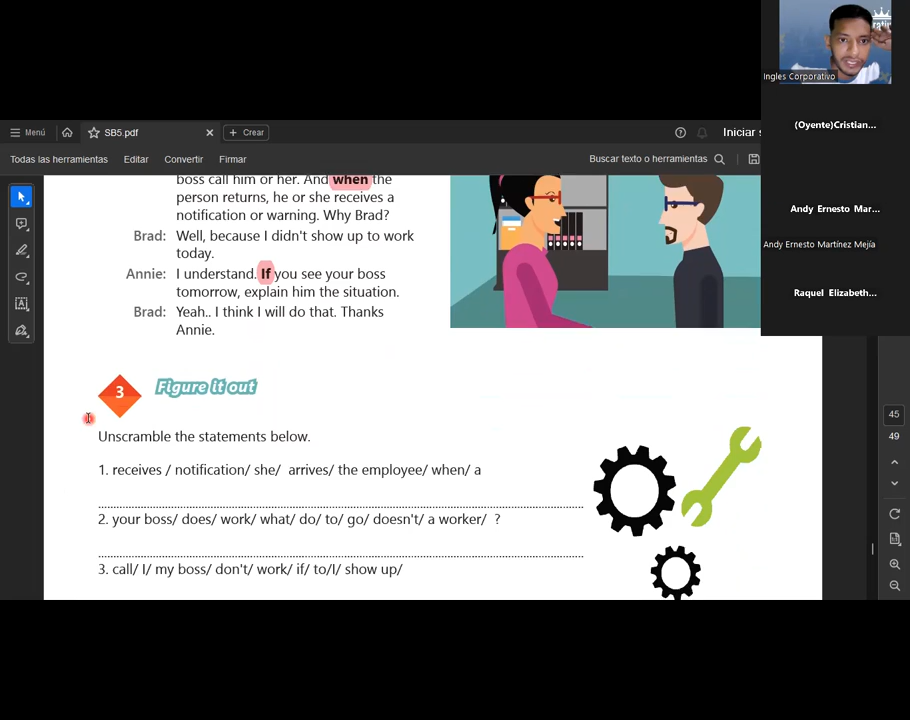 Ingles Corporativo
(Oyente)Cristian...
Andy Ernesto Mar...
Andy Ernesto Martínez Mejía
Raquel Elizabeth...
Menú
SB5.pdf
Crear
Iniciar s
Todas las herramientas
Editar
Convertir
Firmar
Buscar texto o herramientas
boss call him or her. And when the
person returns, he or she receives a
notification or warning. Why Brad?
Brad: Well, because I didn't show up to work
today.
Annie: I understand. If you see your boss
tomorrow, explain him the situation.
Brad: Yeah.. I think I will do that. Thanks
Annie.
3 Figure it out
Unscramble the statements below.
1. receives / notification/ she/ arrives/ the employee/ when/ a
2. your boss/ does/ work/ what/ do/ to/ go/ doesn't/ a worker/ ?
3. call/ I/ my boss/ don't/ work/ if/ to/I/ show up/
45
49